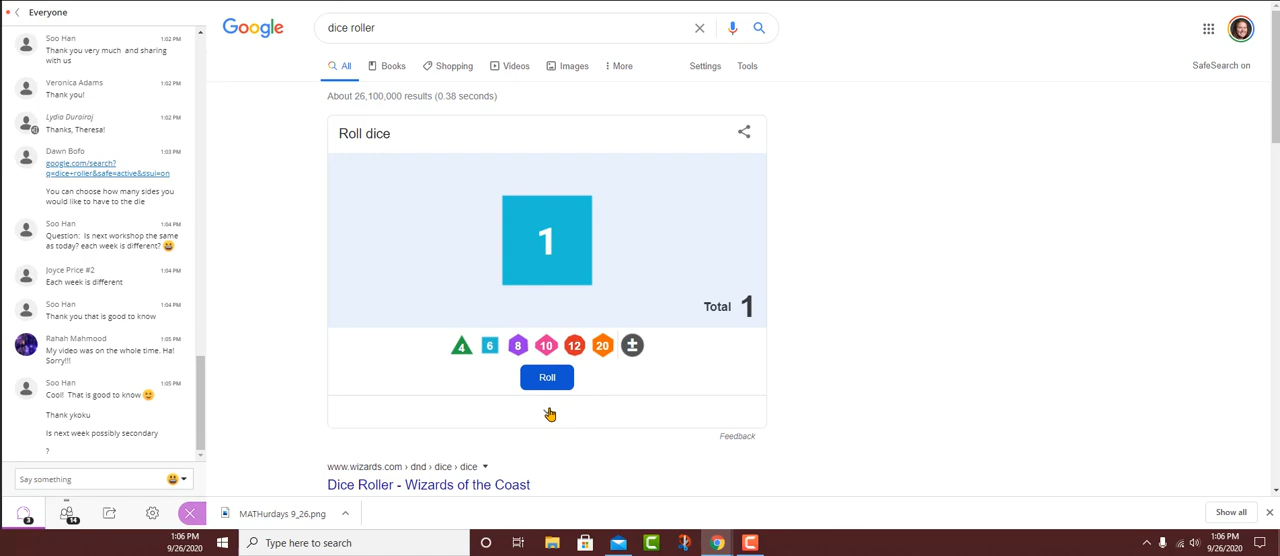 Everyone
Soo Han 1:02 PM
Thank you very much and sharing
with us
Veronica Adams 1:02 PM
Thank you!
Lydia Durairaj 1:02 PM
Thanks, Theresa!
Dawn Bofo 1:03 PM
google.com/search?
q=dice+roller&safe=active&ssui=on
You can choose how many sides you
would like to have to the die
Soo Han 1:04 PM
Question: Is next workshop the same
as today? each week is different? 😀
Joyce Price #2 1:04 PM
Each week is different
Soo Han 1:04 PM
Thank you that is good to know
Rahah Mahmood 1:05 PM
My video was on the whole time. Ha!
Sorry!!!
Soo Han 1:05 PM
Cool! That is good to know 🙂
Thank ykoku
Is next week possibly secondary
?
Say something
3
14
Google
dice roller
All
Books
Shopping
Videos
Images
More
Settings
Tools
SafeSearch on
About 26,100,000 results (0.38 seconds)
Roll dice
1
Total 1
4 6 8 10 12 20 ±
Roll
Feedback
www.wizards.com › dnd › dice › dice
Dice Roller - Wizards of the Coast
MATHurdays 9_26.png
Show all
1:06 PM
9/26/2020
Type here to search
1:06 PM
9/26/2020